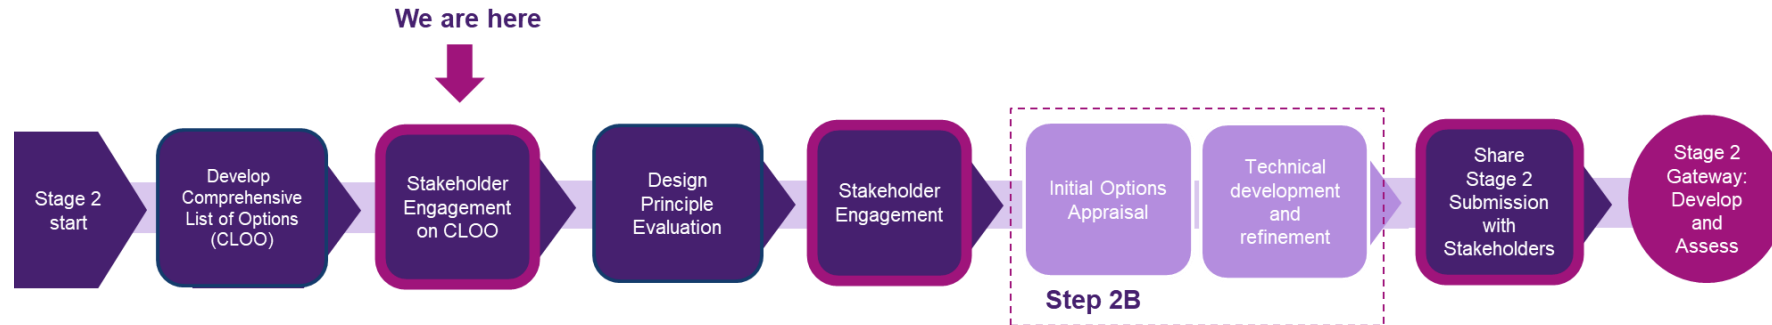 We are here
Stage 2
start
Develop
Comprehensive
List of Options
(CLOO)
Stakeholder
Engagement
on CLOO
Design
Principle
Evaluation
Stakeholder
Engagement
Initial Options
Appraisal
Technical
development
and
refinement
Step 2B
Share
Stage 2
Submission
with
Stakeholders
Stage 2
Gateway:
Develop
and
Assess